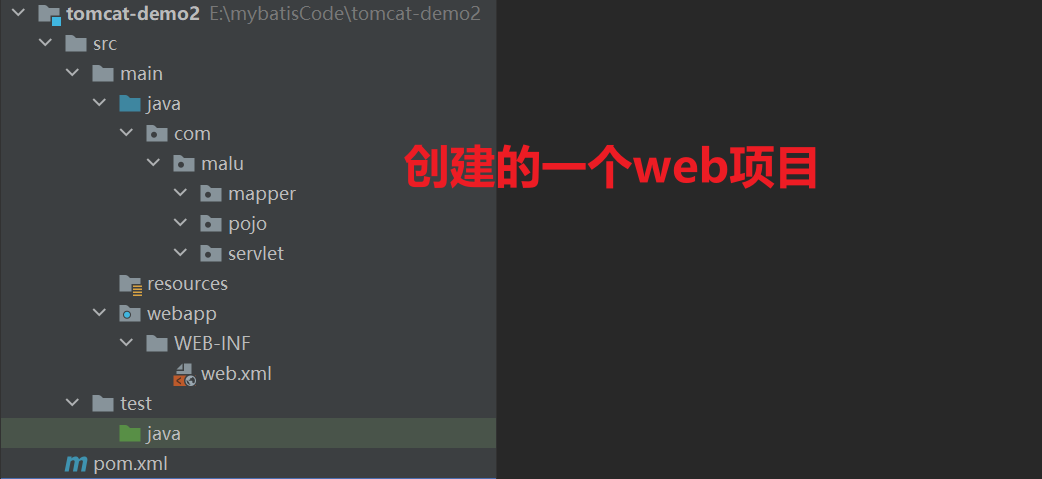 tomcat-demo2 E:\mybatisCode\tomcat-demo2
src
main
java
com
malu
创建的一个web项目
mapper
pojo
servlet
resources
webapp
WEB-INF
web.xml
test
java
pom.xml